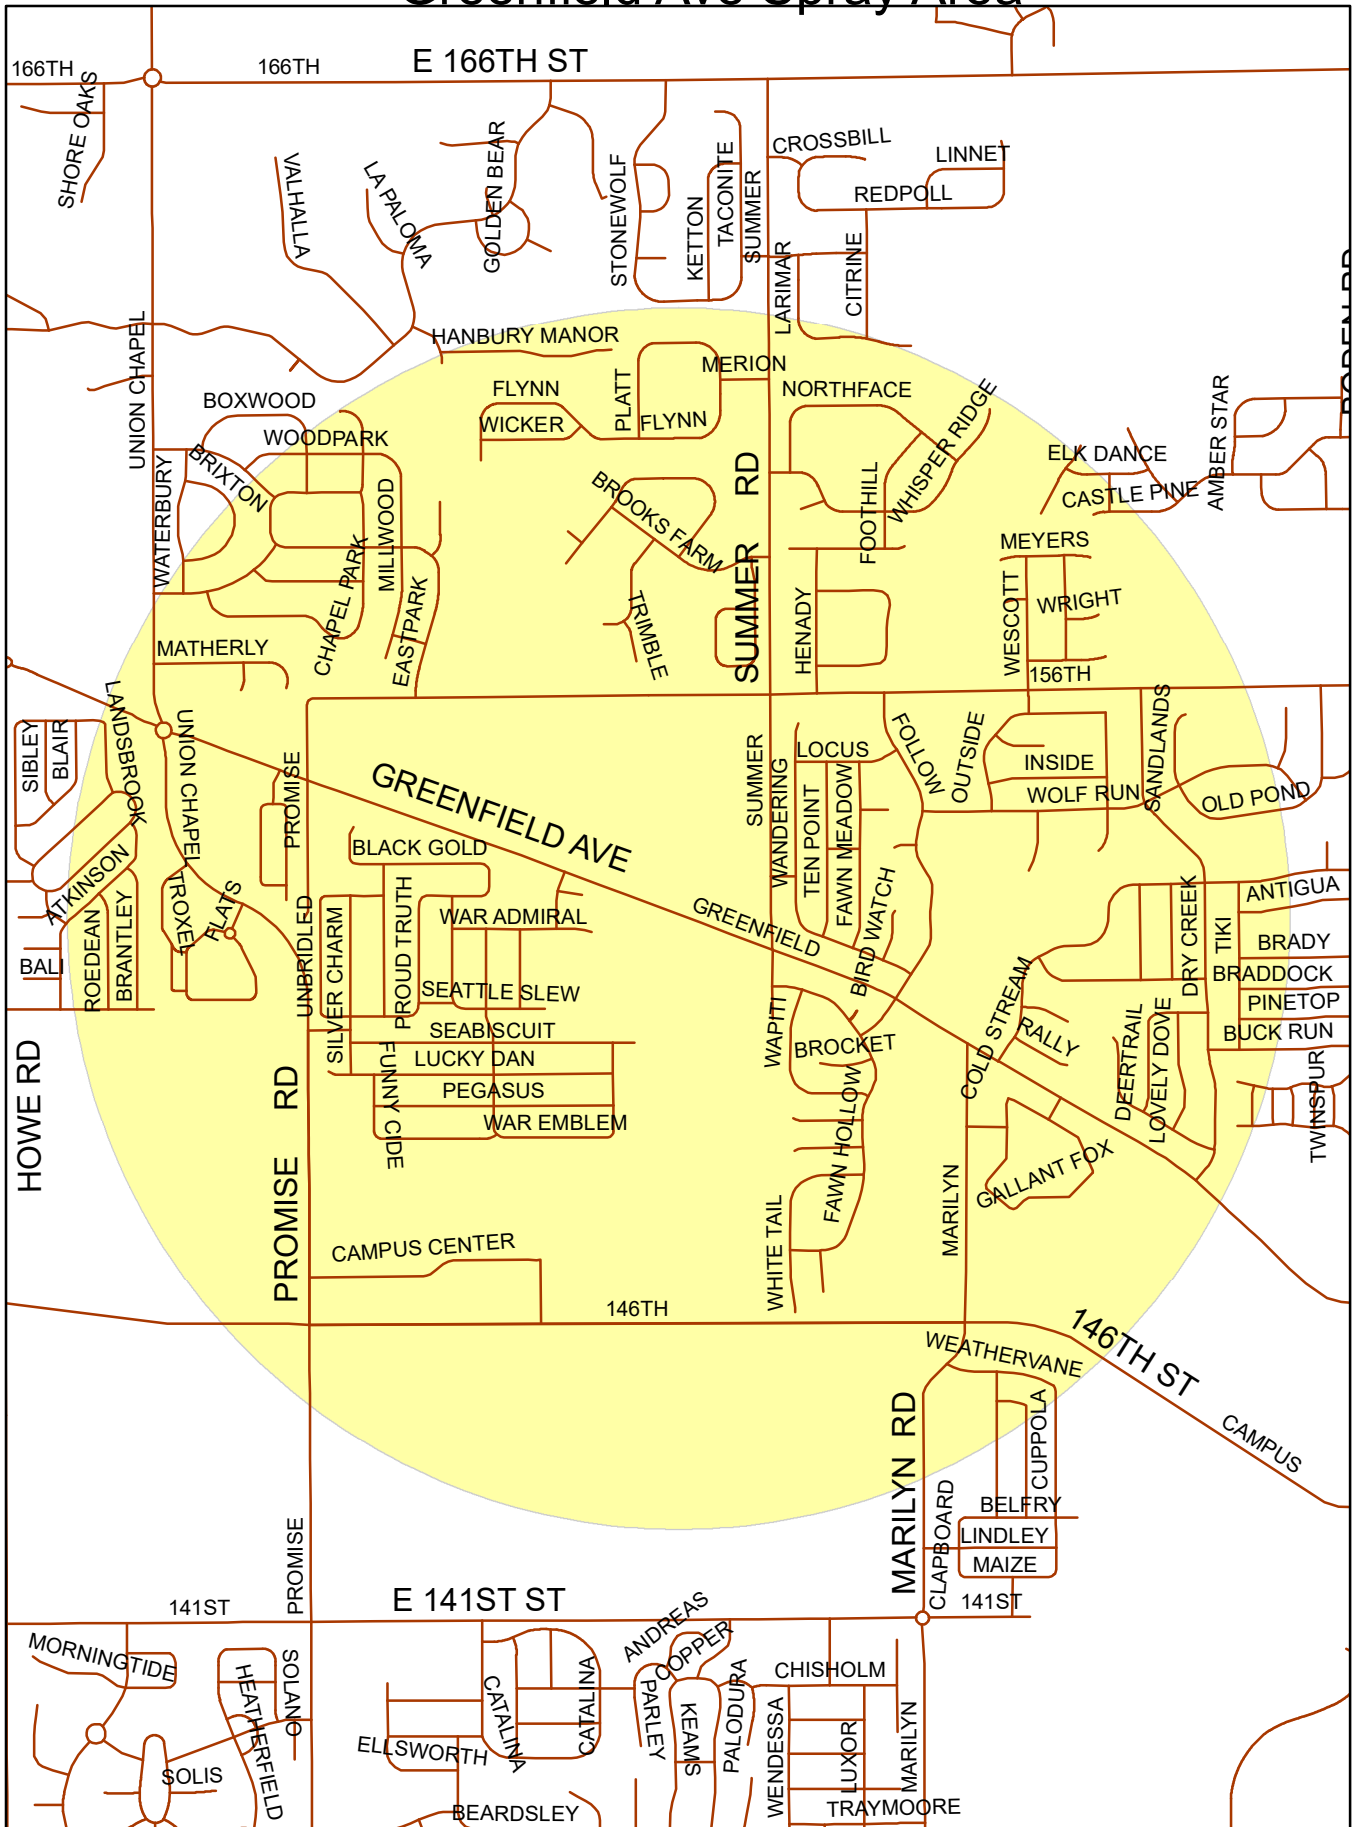 Greenfield Ave Spray Area
166TH
166TH
E 166TH ST
SHORE OAKS
VALHALLA
LA PALOMA
GOLDEN BEAR
STONEWOLF
KETTON
TACONITE
SUMMER
CROSSBILL
LINNET
REDPOLL
LARIMAR
CITRINE
BODEN RD
UNION CHAPEL
HANBURY MANOR
MERION
PLATT
FLYNN
WICKER
FLYNN
NORTHFACE
WHISPER RIDGE
FOOTHILL
BOXWOOD
WOODPARK
BRIXTON
WATERBURY
MILLWOOD
CHAPEL PARK
EASTPARK
MATHERLY
BROOKS FARM
TRIMBLE
SUMMER RD
HENADY
ELK DANCE
CASTLE PINE
AMBER STAR
MEYERS
WESCOTT
WRIGHT
156TH
SIBLEY
BLAIR
LANDSBROOK
UNION CHAPEL
PROMISE
GREENFIELD AVE
SUMMER
WANDERING
LOCUS
TEN POINT
FAWN MEADOW
FOLLOW
OUTSIDE
INSIDE
WOLF RUN
SANDLANDS
OLD POND
ATKINSON
ROEDEAN
BRANTLEY
BALI
TROXEL
FLATS
UNBRIDLED
BLACK GOLD
SILVER CHARM
PROUD TRUTH
WAR ADMIRAL
SEATTLE SLEW
SEABISCUIT
LUCKY DAN
PEGASUS
WAR EMBLEM
FUNNY CIDE
GREENFIELD
BIRD WATCH
WAPITI
BROCKET
FAWN HOLLOW
WHITE TAIL
COLD STREAM
RALLY
DEERTRAIL
LOVELY DOVE
DRY CREEK
TIKI
ANTIGUA
BRADY
BRADDOCK
PINETOP
BUCK RUN
TWINSPUR
GALLANT FOX
MARILYN
HOWE RD
PROMISE RD
CAMPUS CENTER
146TH
146TH ST
CAMPUS
WEATHERVANE
CUPPOLA
MARILYN RD
CLAPBOARD
BELFRY
LINDLEY
MAIZE
141ST
PROMISE
141ST
E 141ST ST
MORNINGTIDE
HEATHERFIELD
SOLANO
SOLIS
ELLSWORTH
CATALINA
CATALINA
BEARDSLEY
ANDREAS
COPPER
PARLEY
KEAMS
PALODURA
CHISHOLM
WENDESSA
LUXOR
MARILYN
TRAYMOORE